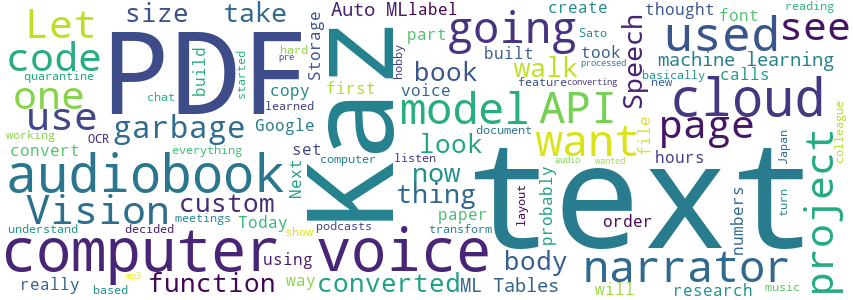 size take Auto ML label create thought font reading
Let part built Sato took going used see
code PDF Kaz Storage hobby machine learning
quarantine chat build started hard pre book walk feature processed converting basically calls new
one copy first voice model API Speech cloud
use garbage Google want page
working OCR look document file hours colleague
convert everything learned set computer listen now audio wanted Japan
audiobook Next thing text probably project
Vision custom podcasts paper layout order numbers turn
understand decided meetings Today show transform
computer using voice body narrator
mp3 based way
really function converted ML Tables will research music